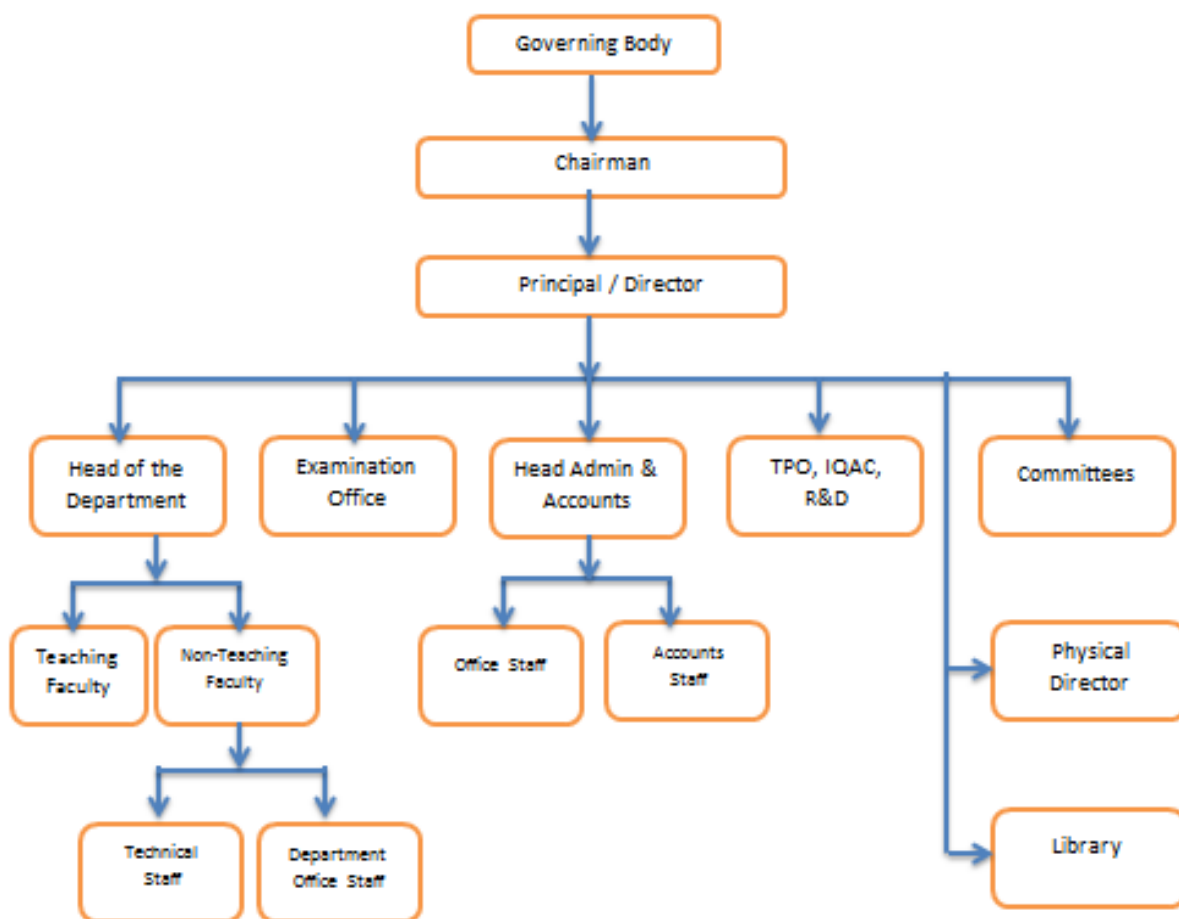 Governing Body
Chairman
Principal / Director
Head of the
Department
Examination
Office
Head Admin &
Accounts
TPO, IQAC,
R&D
Committees
Teaching
Faculty
Non-Teaching
Faculty
Office Staff
Accounts
Staff
Physical
Director
Technical
Staff
Department
Office Staff
Library